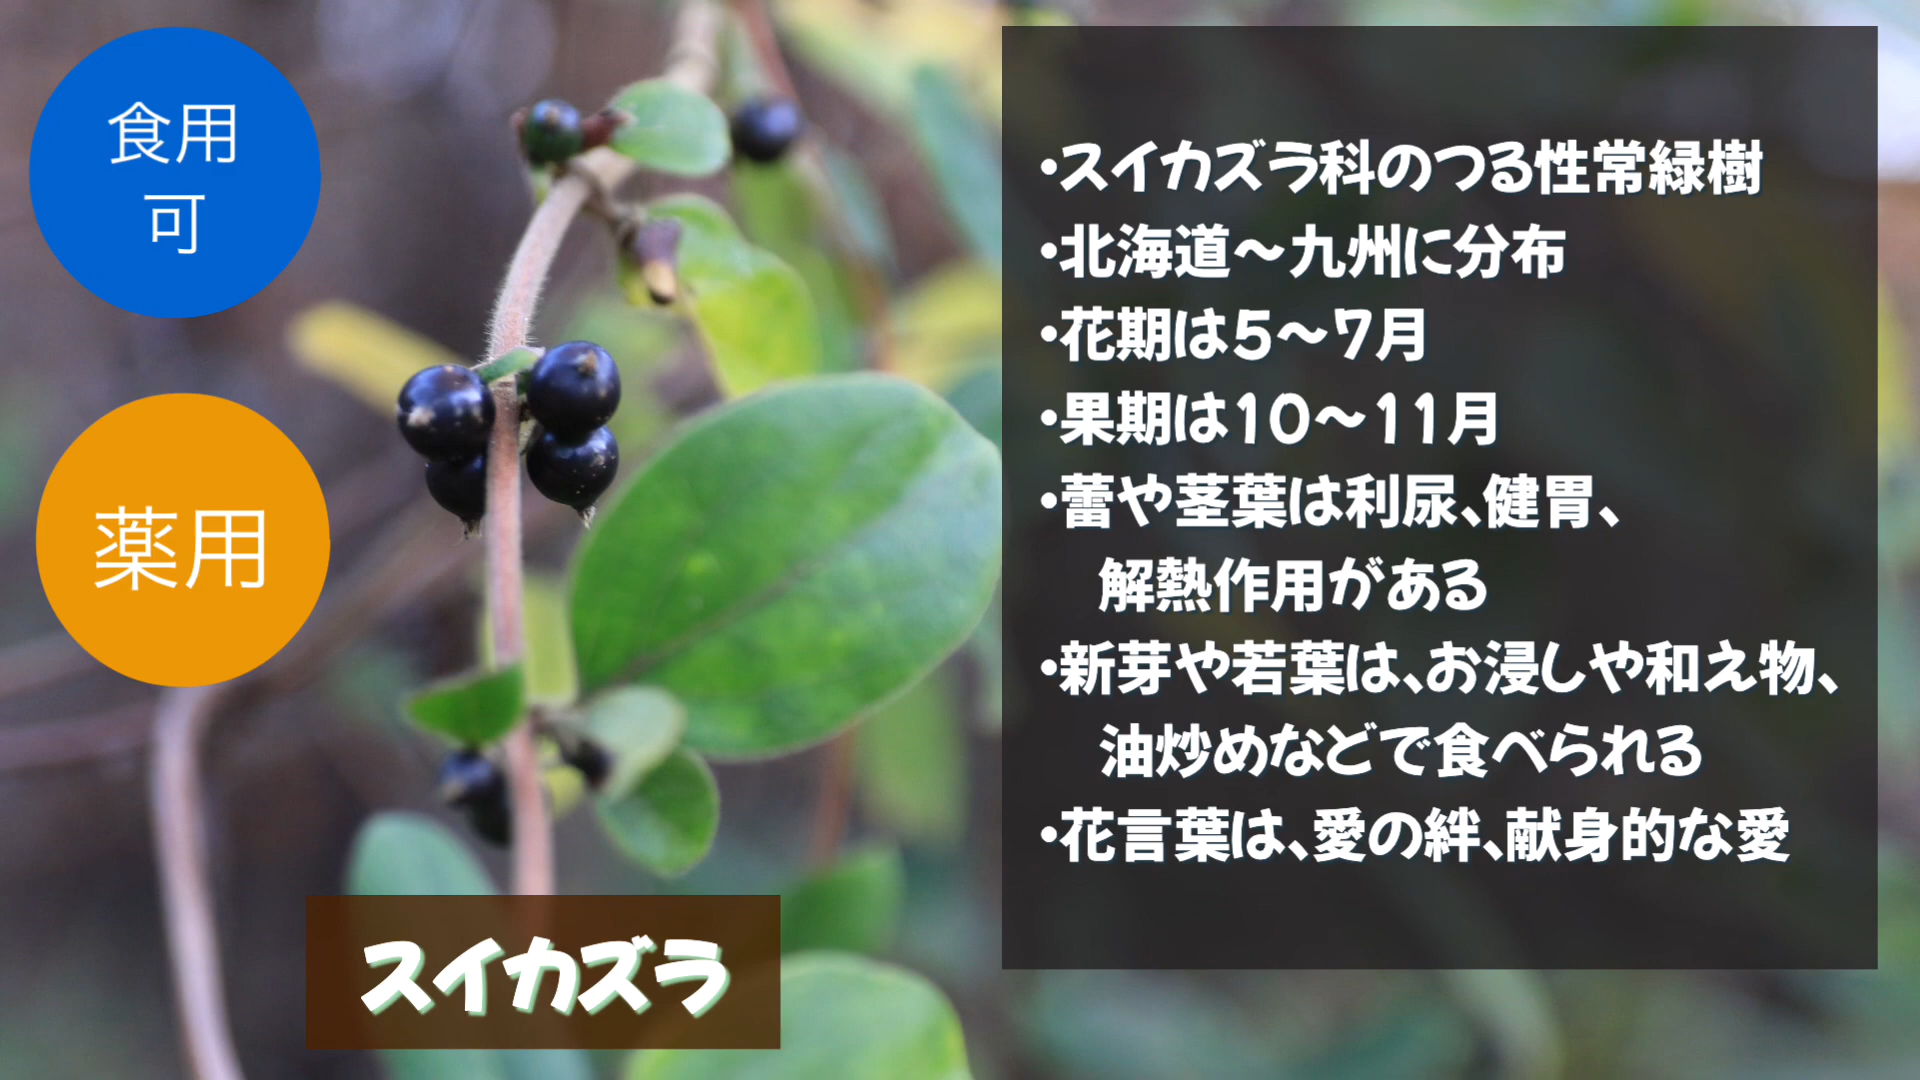 食用
可
薬用
・スイカズラ科のつる性常緑樹
・北海道～九州に分布
・花期は5～7月
・果期は10～11月
・蕾や茎葉は利尿、健胃、
解熱作用がある
・新芽や若葉は、お浸しや和え物、
油炒めなどで食べられる
・花言葉は、愛の絆、献身的な愛
スイカズラ